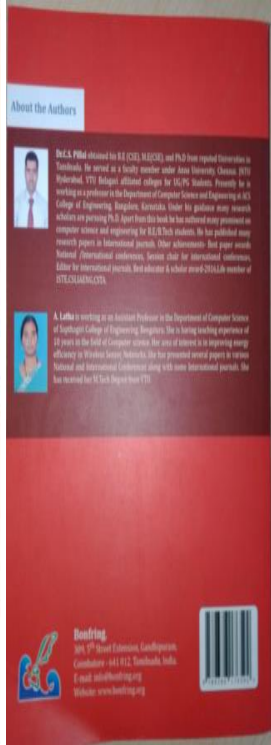 About the Authors
Dr.C.S. Pillai obtained his B.E (CSE), M.E(CSE), and Ph.D from reputed Universities in
Tamilnadu. He served as a faculty member under Anna University, Chennai. JNTU
Hyderabad, VTU Belagavi affiliated colleges for UG/PG Students. Presently he is
working as a professor in the Department of Computer Science and Engineering at ACS
College of Engineering, Bangalore, Karnataka. Under his guidance many research
scholars are pursuing Ph.D. Apart from this book he has authored many prominent on
computer science and engineering for B.E/B.Tech students. He has published many
research papers in International journals. Other achievements- Best paper awards
National /International conferences, Session chair for international conferences,
Editor for international journals, Best educator & scholar award-2016.Life member of
ISTE,CSI,IAENG,CSTA.
A. Latha is working as an Assistant Professor in the Department of Computer Science
of Sapthagiri College of Engineering, Bengaluru. She is having teaching experience of
10 years in the field of Computer science. Her area of interest is in improving energy
efficiency in Wireless Sensor Networks. She has presented several papers in various
National and International Conferences along with some international journals. She
has received her M.Tech Degree from VTU.
Bonfring,
309, 5th Street Extension, Gandhipuram,
Coimbatore - 641 012. Tamilnadu, India.
E-mail: info@bonfring.org
Website: www.bonfring.org